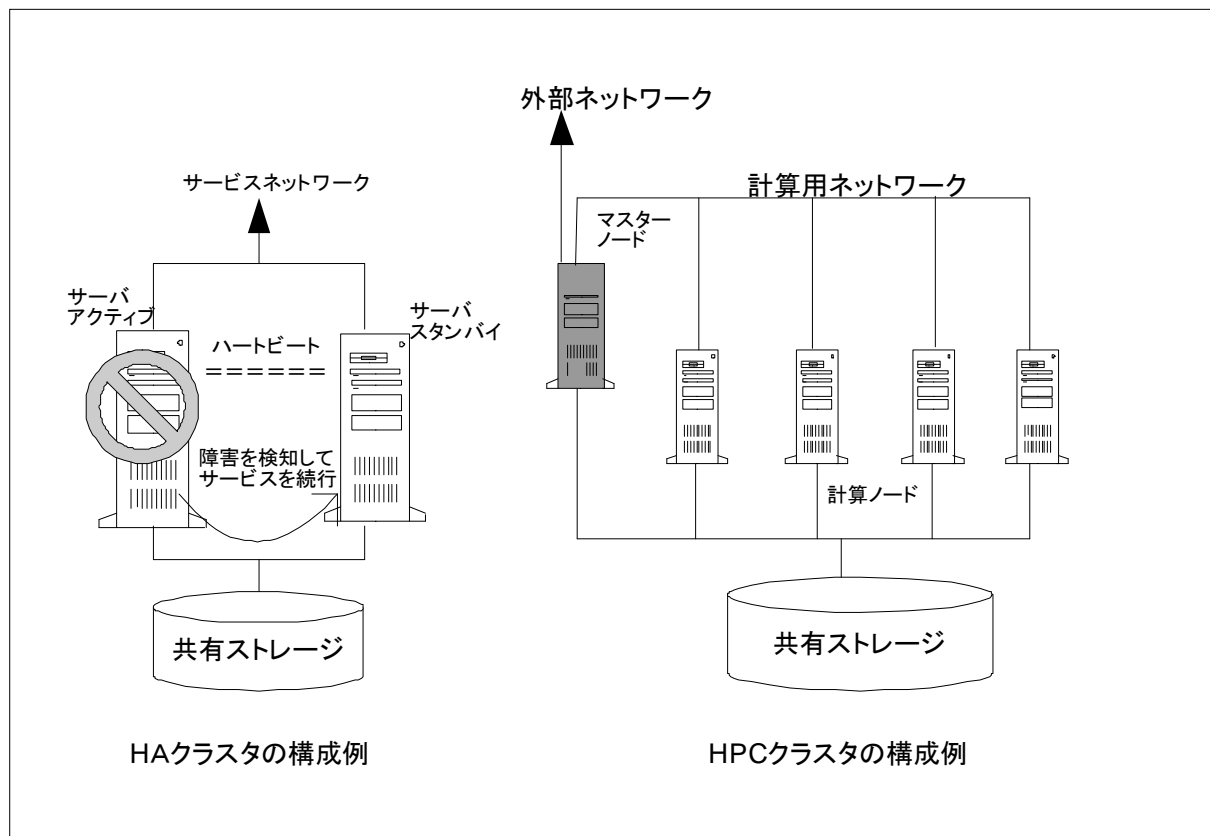 外部ネットワーク
サービスネットワーク
計算用ネットワーク
マスター
ノード
サーバ
アクティブ
サーバ
スタンバイ
ハートビート
======
障害を検知して
サービスを続行
計算ノード
共有ストレージ
共有ストレージ
HAクラスタの構成例
HPCクラスタの構成例